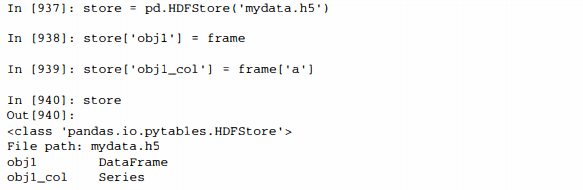 In [937]: store = pd.HDFStore('mydata.h5')
In [938]: store['obj1'] = frame
In [939]: store['obj1_col'] = frame['a']
In [940]: store
Out[940]:
<class 'pandas.io.pytables.HDFStore'>
File path: mydata.h5
obj1 DataFrame
obj1_col Series